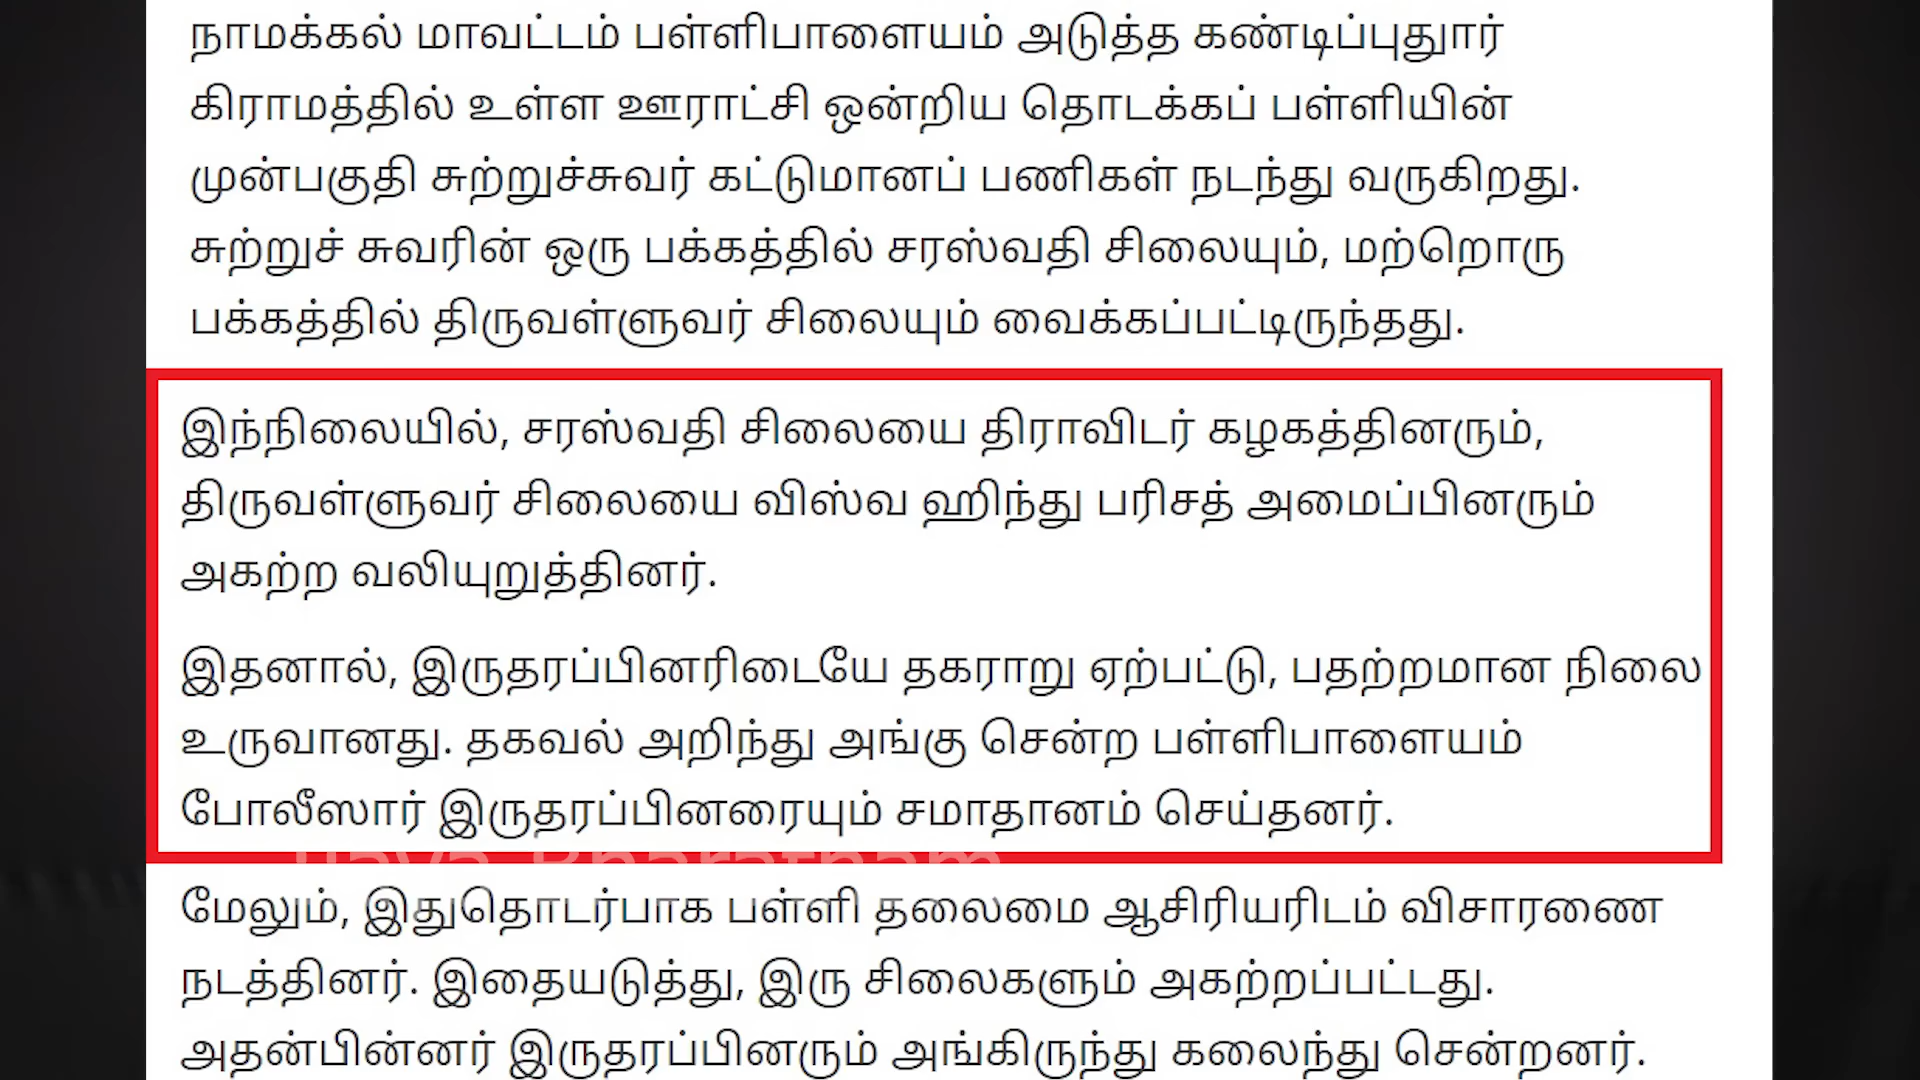 நாமக்கல் மாவட்டம் பள்ளிபாளையம் அடுத்த கண்டிப்புதுார்
கிராமத்தில் உள்ள ஊராட்சி ஒன்றிய தொடக்கப் பள்ளியின்
முன்பகுதி சுற்றுச்சுவர் கட்டுமானப் பணிகள் நடந்து வருகிறது.
சுற்றுச் சுவரின் ஒரு பக்கத்தில் சரஸ்வதி சிலையும், மற்றொரு
பக்கத்தில் திருவள்ளுவர் சிலையும் வைக்கப்பட்டிருந்தது.
இந்நிலையில், சரஸ்வதி சிலையை திராவிடர் கழகத்தினரும்,
திருவள்ளுவர் சிலையை விஸ்வ ஹிந்து பரிசத் அமைப்பினரும்
அகற்ற வலியுறுத்தினர்.
இதனால், இருதரப்பினரிடையே தகராறு ஏற்பட்டு, பதற்றமான நிலை
உருவானது. தகவல் அறிந்து அங்கு சென்ற பள்ளிபாளையம்
போலீஸார் இருதரப்பினரையும் சமாதானம் செய்தனர்.
மேலும், இதுதொடர்பாக பள்ளி தலைமை ஆசிரியரிடம் விசாரணை
நடத்தினர். இதையடுத்து, இரு சிலைகளும் அகற்றப்பட்டது.
அதன்பின்னர் இருதரப்பினரும் அங்கிருந்து கலைந்து சென்றனர்.